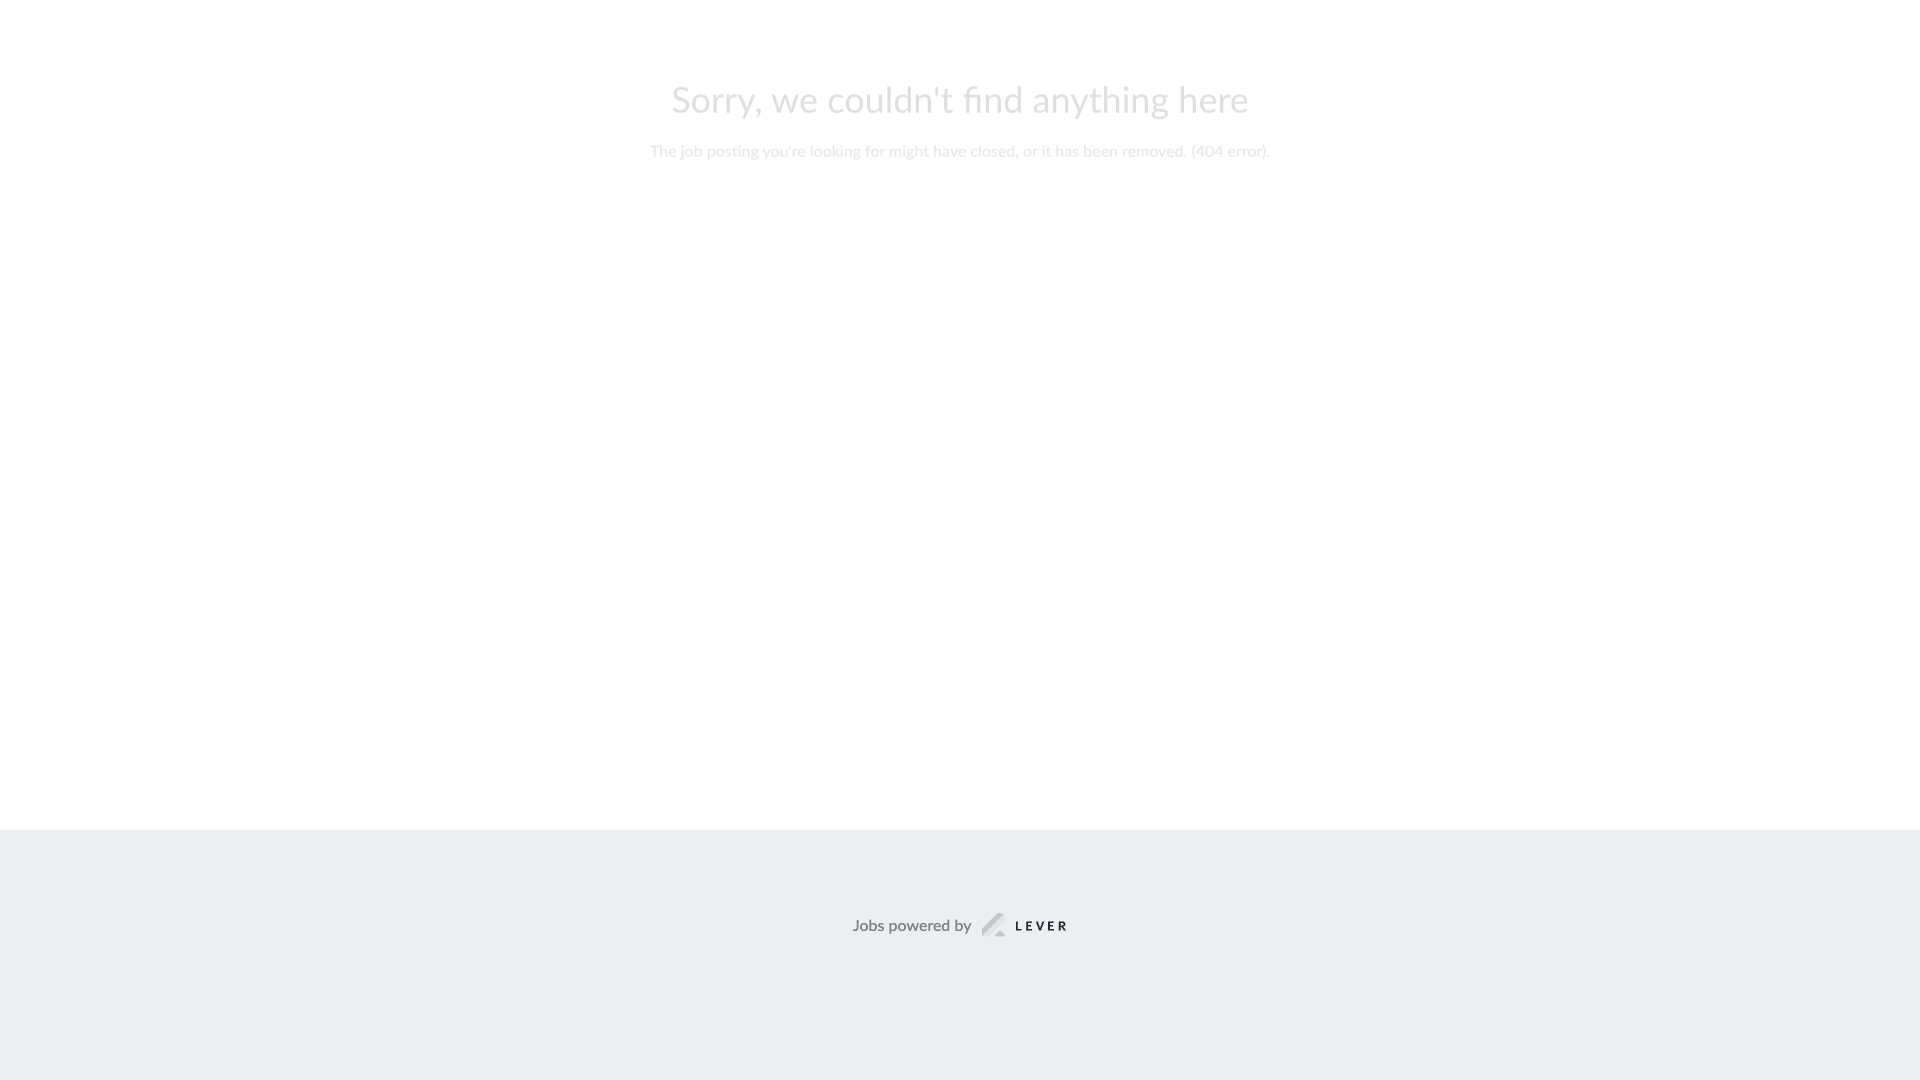 Sorry, we couldn't find anything here
The job posting you're looking for might have closed, or it has been removed. (404 error).
Jobs powered by LEVER